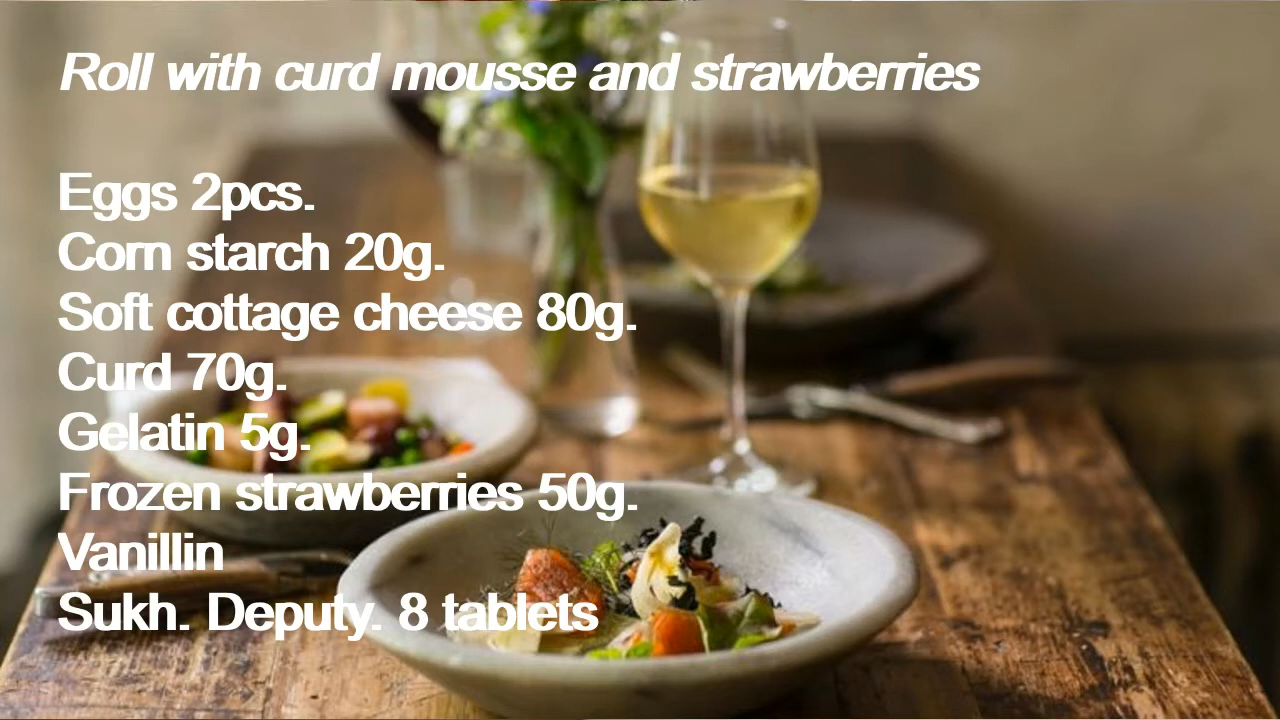 Roll with curd mousse and strawberries
Eggs 2pcs.
Corn starch 20g.
Soft cottage cheese 80g.
Curd 70g.
Gelatin 5g.
Frozen strawberries 50g.
Vanillin
Sukh. Deputy. 8 tablets